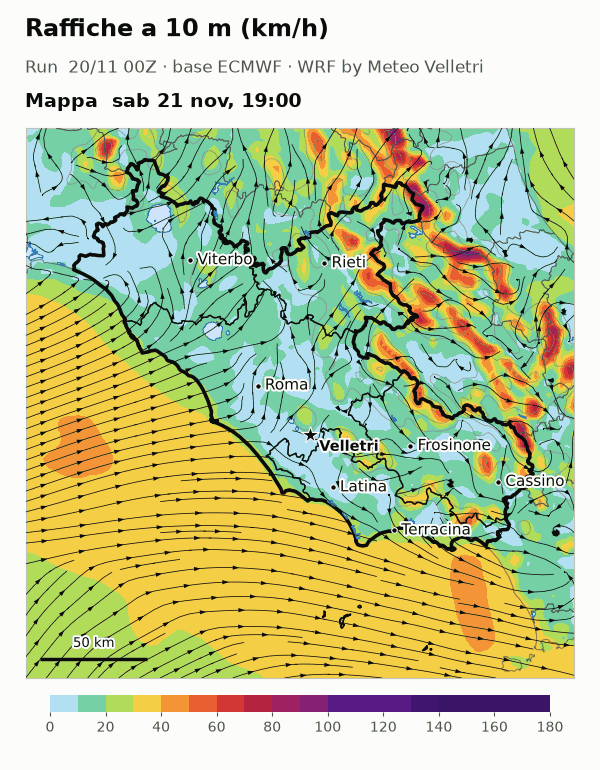 Raffiche a 10 m (km/h)
Run  20/11 00Z · base ECMWF · WRF by Meteo Velletri
Mappa  sab 21 nov, 19:00
Viterbo
Rieti
Roma
Velletri
Frosinone
Latina
Cassino
Terracina
50 km
0 20 40 60 80 100 120 140 160 180